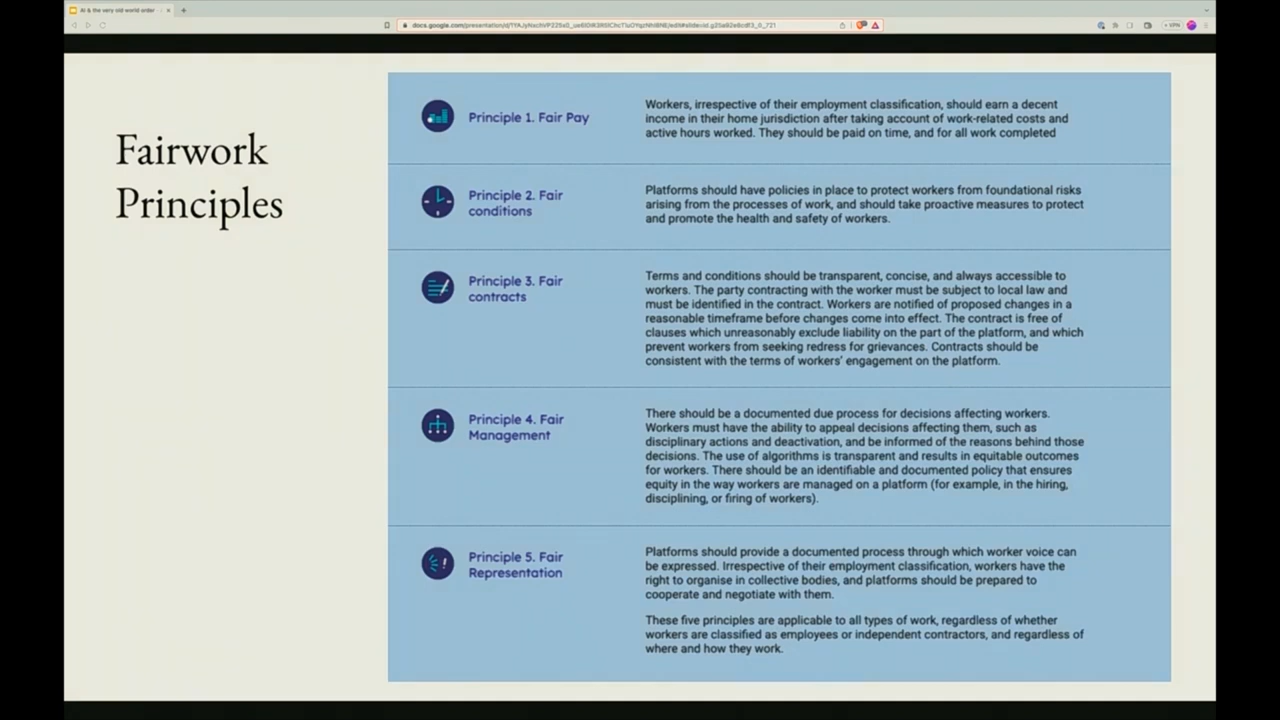 AI & the very old world order
Fairwork
Principles
Principle 1. Fair Pay
Workers, irrespective of their employment classification, should earn a decent
income in their home jurisdiction after taking account of work-related costs and
active hours worked. They should be paid on time, and for all work completed
Principle 2. Fair
conditions
Platforms should have policies in place to protect workers from foundational risks
arising from the processes of work, and should take proactive measures to protect
and promote the health and safety of workers.
Principle 3. Fair
contracts
Terms and conditions should be transparent, concise, and always accessible to
workers. The party contracting with the worker must be subject to local law and
must be identified in the contract. Workers are notified of proposed changes in a
reasonable timeframe before changes come into effect. The contract is free of
clauses which unreasonably exclude liability on the part of the platform, and which
prevent workers from seeking redress for grievances. Contracts should be
consistent with the terms of workers' engagement on the platform.
Principle 4. Fair
Management
There should be a documented due process for decisions affecting workers.
Workers must have the ability to appeal decisions affecting them, such as
disciplinary actions and deactivation, and be informed of the reasons behind those
decisions. The use of algorithms is transparent and results in equitable outcomes
for workers. There should be an identifiable and documented policy that ensures
equity in the way workers are managed on a platform (for example, in the hiring,
disciplining, or firing of workers).
Principle 5. Fair
Representation
Platforms should provide a documented process through which worker voice can
be expressed. Irrespective of their employment classification, workers have the
right to organise in collective bodies, and platforms should be prepared to
cooperate and negotiate with them.
These five principles are applicable to all types of work, regardless of whether
workers are classified as employees or independent contractors, and regardless of
where and how they work.